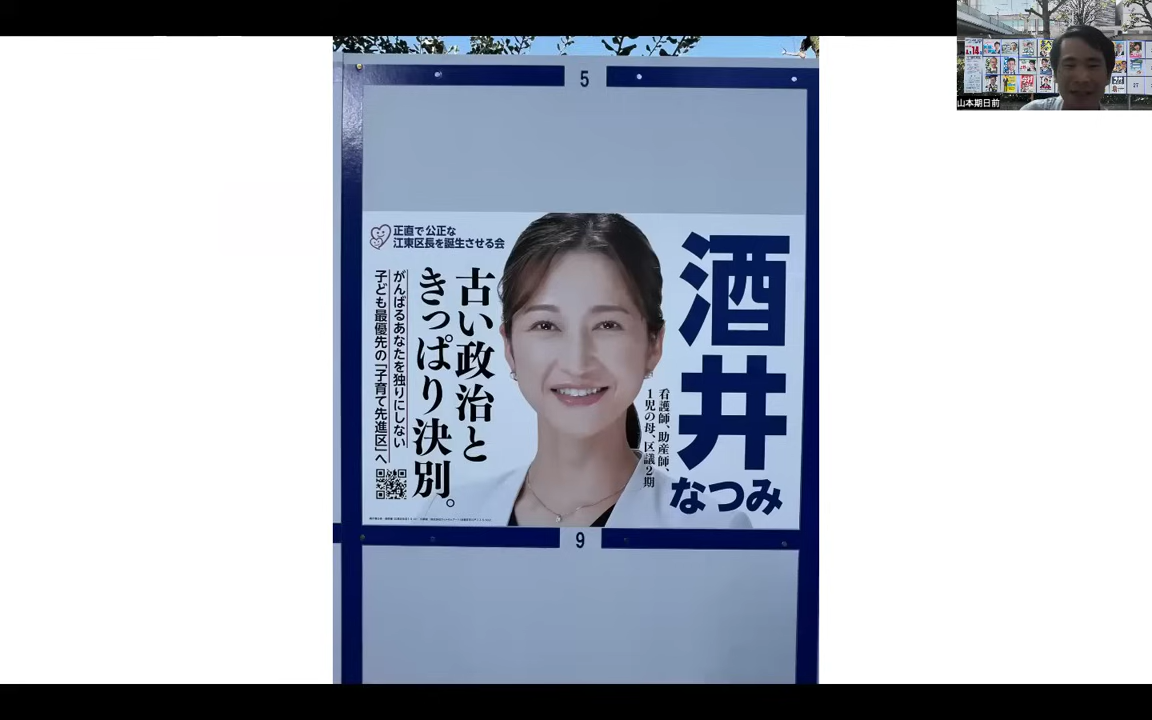 5
正直で公正な
江東区長を誕生させる会
酒井
なつみ
看護師、助産師、
1児の母、区議2期
古い政治と
きっぱり決別。
がんばるあなたを独りにしない
子ども最優先の「子育て先進区」へ
9
山本期日前
14
27